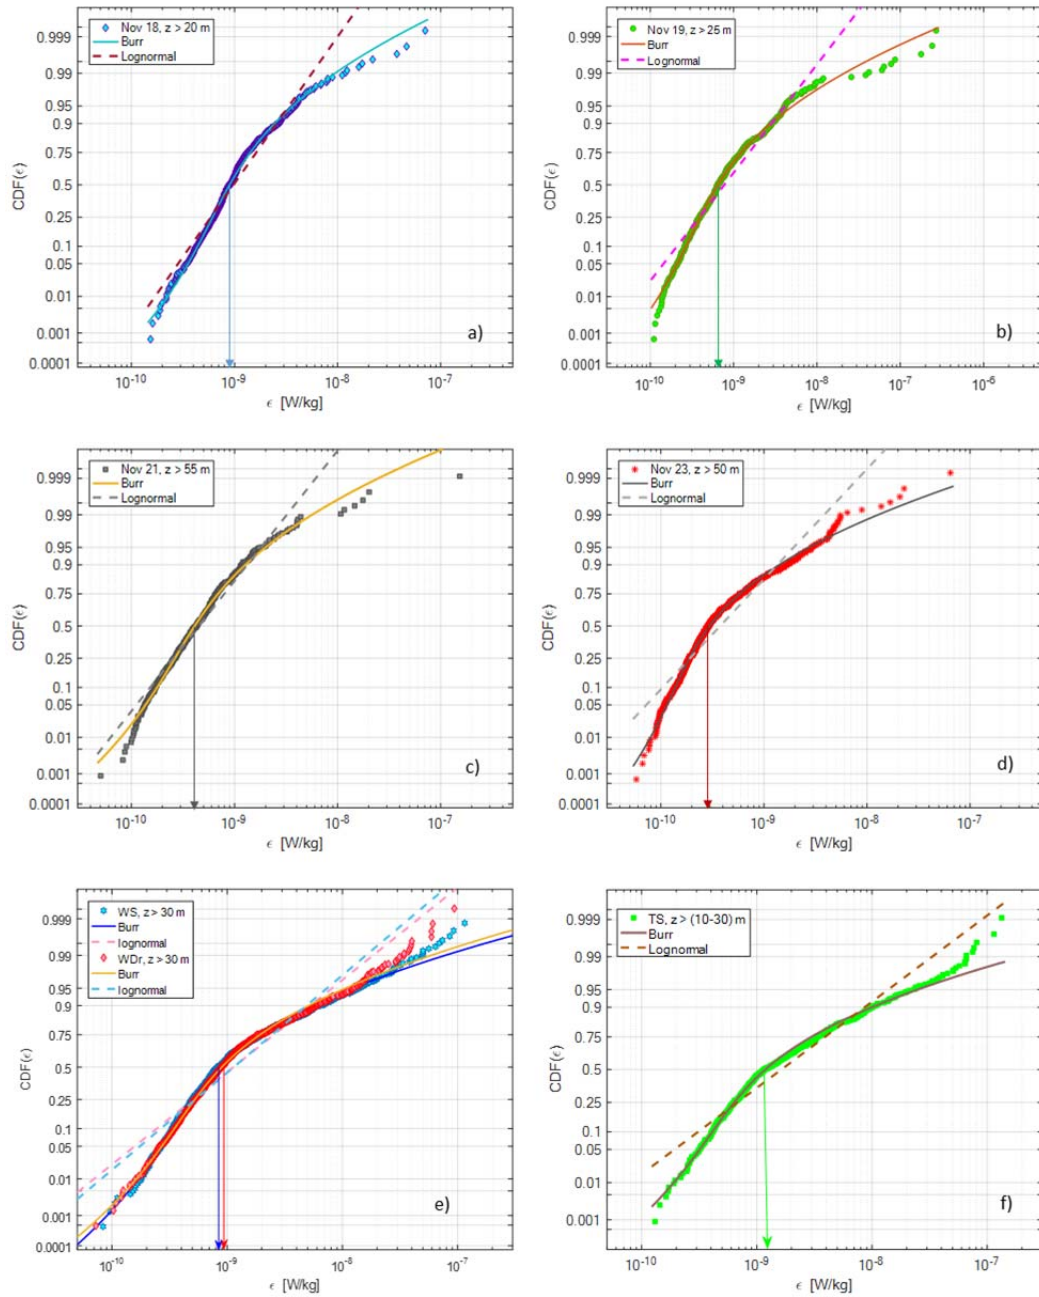 Nov 18, z > 20 m
Burr
Lognormal
0.999
0.99
0.95
0.9
0.75
0.5
0.25
0.1
0.05
0.01
0.001
0.0001
CDF(ϵ)
a)
10^-10
10^-9
10^-8
10^-7
ϵ [W/kg]
Nov 19, z > 25 m
Burr
Lognormal
0.999
0.99
0.95
0.9
0.75
0.5
0.25
0.1
0.05
0.01
0.001
0.0001
CDF(ϵ)
b)
10^-10
10^-9
10^-8
10^-7
10^-6
ϵ [W/kg]
Nov 21, z > 55 m
Burr
Lognormal
0.999
0.99
0.95
0.9
0.75
0.5
0.25
0.1
0.05
0.01
0.001
0.0001
CDF(ϵ)
c)
10^-10
10^-9
10^-8
10^-7
ϵ [W/kg]
Nov 23, z > 50 m
Burr
Lognormal
0.999
0.99
0.95
0.9
0.75
0.5
0.25
0.1
0.05
0.01
0.001
0.0001
CDF(ϵ)
d)
10^-10
10^-9
10^-8
10^-7
ϵ [W/kg]
WS, z > 30 m
Burr
lognormal
WDr, z > 30 m
Burr
lognormal
0.999
0.99
0.95
0.9
0.75
0.5
0.25
0.1
0.05
0.01
0.001
0.0001
CDF(ϵ)
e)
10^-10
10^-9
10^-8
10^-7
ϵ [W/kg]
TS, z > (10-30) m
Burr
Lognormal
0.999
0.99
0.95
0.9
0.75
0.5
0.25
0.1
0.05
0.01
0.001
CDF(ϵ)
f)
10^-10
10^-9
10^-8
10^-7
ϵ [W/kg]